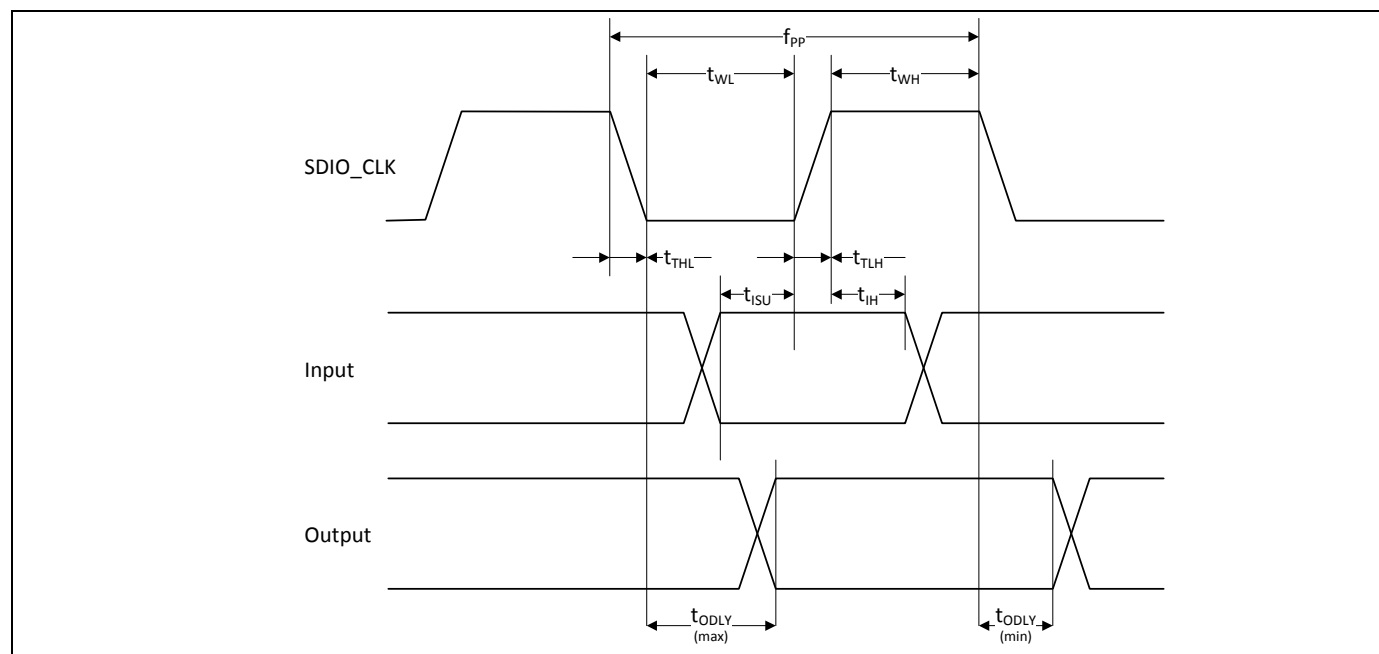 fPP
tWL
tWH
SDIO_CLK
tTHL
tTLH
tISU
tIH
Input
Output
tODLY
(max)
tODLY
(min)